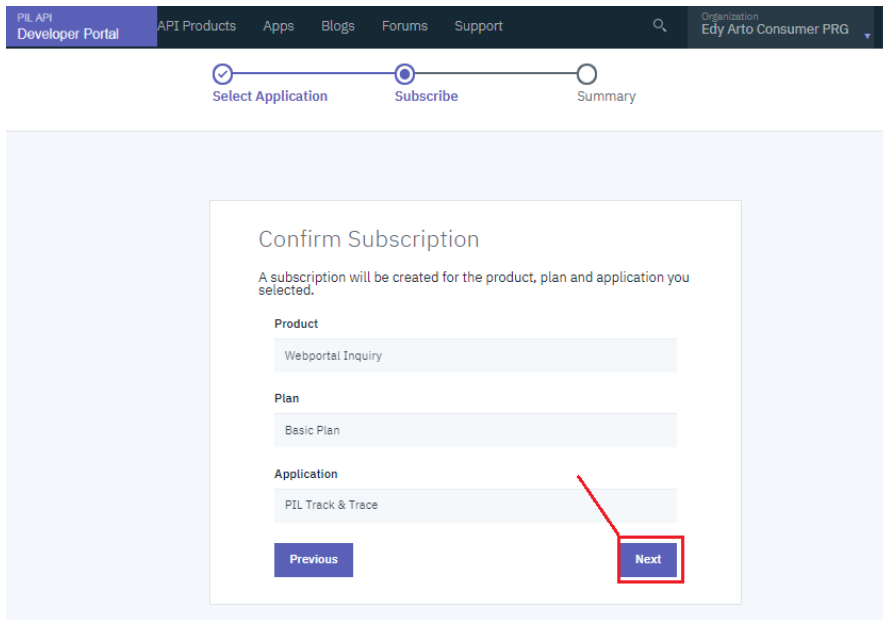 PIL API
Developer Portal
API Products
Apps
Blogs
Forums
Support
Organization
Edy Arto Consumer PRG
Select Application
Subscribe
Summary
Confirm Subscription
A subscription will be created for the product, plan and application you
selected.
Product
Webportal Inquiry
Plan
Basic Plan
Application
PIL Track & Trace
Previous
Next